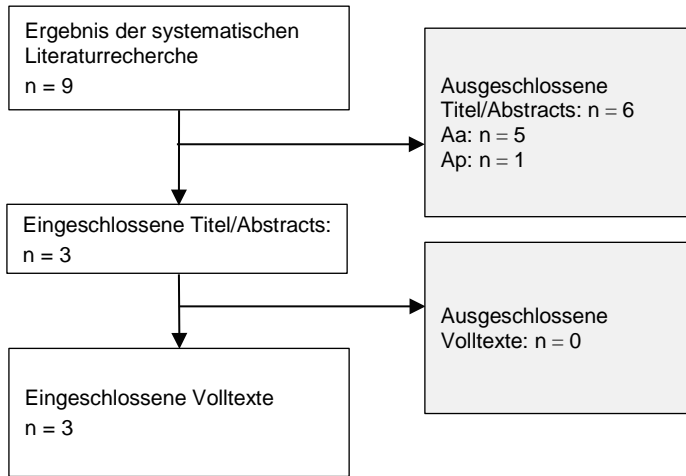 Ergebnis der systematischen
Literaturrecherche
n = 9
Ausgeschlossene
Titel/Abstracts: n = 6
Aa: n = 5
Ap: n = 1
Eingeschlossene Titel/Abstracts:
n = 3
Ausgeschlossene
Volltexte: n = 0
Eingeschlossene Volltexte
n = 3